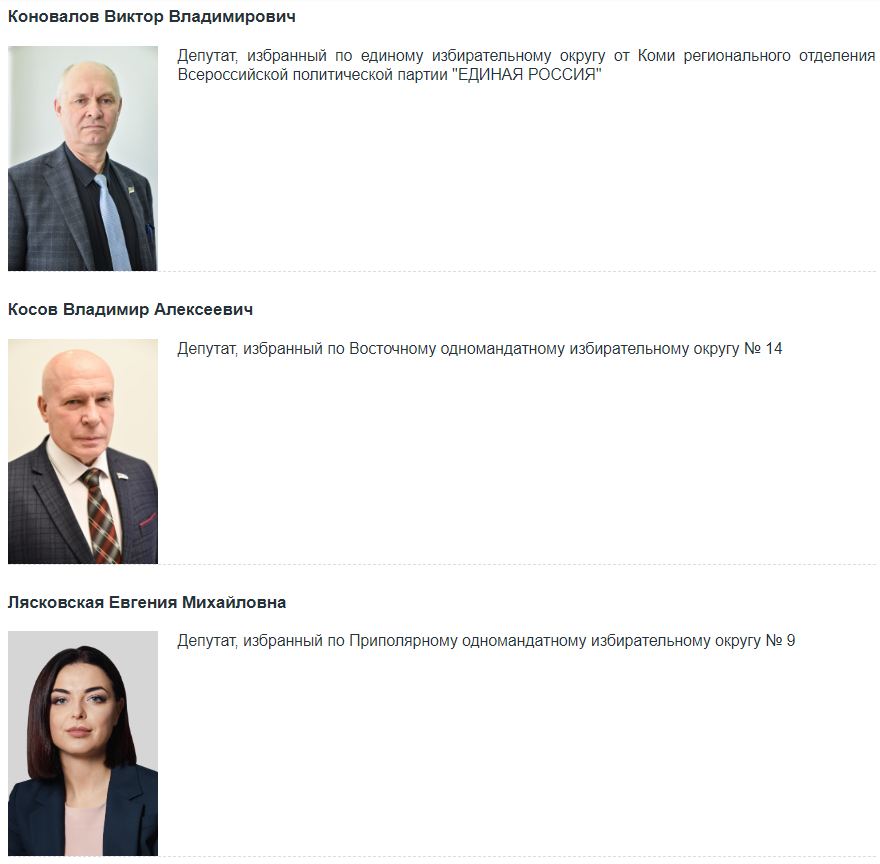 Коновалов Виктор Владимирович
Депутат, избранный по единому избирательному округу от Коми регионального отделения
Всероссийской политической партии "ЕДИНАЯ РОССИЯ"
Косов Владимир Алексеевич
Депутат, избранный по Восточному одномандатному избирательному округу № 14
Лясковская Евгения Михайловна
Депутат, избранный по Приполярному одномандатному избирательному округу № 9